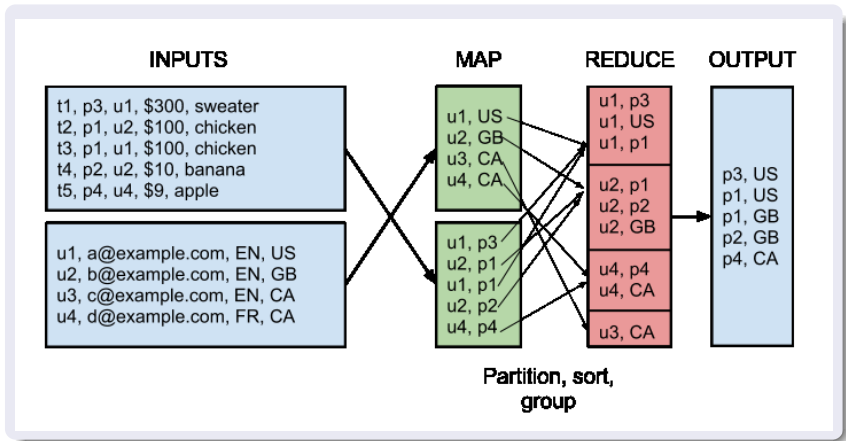 INPUTS
MAP
REDUCE
OUTPUT
t1, p3, u1, $300, sweater
t2, p1, u2, $100, chicken
t3, p1, u1, $100, chicken
t4, p2, u2, $10, banana
t5, p4, u4, $9, apple
u1, a@example.com, EN, US
u2, b@example.com, EN, GB
u3, c@example.com, EN, CA
u4, d@example.com, FR, CA
u1, US
u2, GB
u3, CA
u4, CA
u1, p3
u2, p1
u1, p1
u2, p2
u4, p4
u1, p3
u1, US
u1, p1
u2, p1
u2, p2
u2, GB
u4, p4
u4, CA
u3, CA
p3, US
p1, US
p1, GB
p2, GB
p4, CA
Partition, sort,
group